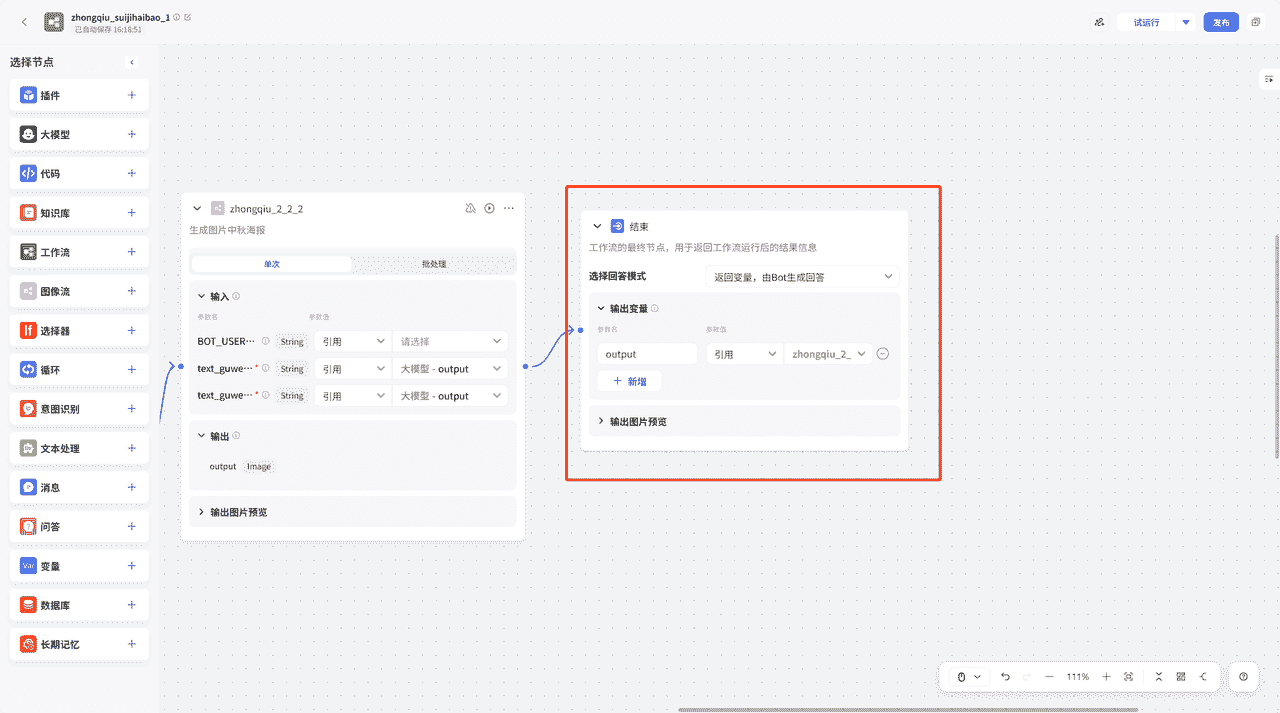 zhongqiu_suijihaibao_1
已自动保存 16:18:51
试运行
发布
选择节点
插件
大模型
代码
知识库
工作流
图像流
选择器
循环
意图识别
文本处理
消息
问答
变量
数据库
长期记忆
zhongqiu_2_2_2
生成图片中秋海报
单次
批处理
输入
参数名 参数值
BOT_USER··· String 引用 请选择
text_guwe···* String 引用 大模型 - output
text_guwe···* String 引用 大模型 - output
输出
output Image
输出图片预览
结束
工作流的最终节点，用于返回工作流运行后的结果信息
选择回答模式 返回变量，由Bot生成回答
输出变量
参数名 参数值
output 引用 zhongqiu_2_
新增
输出图片预览
111%